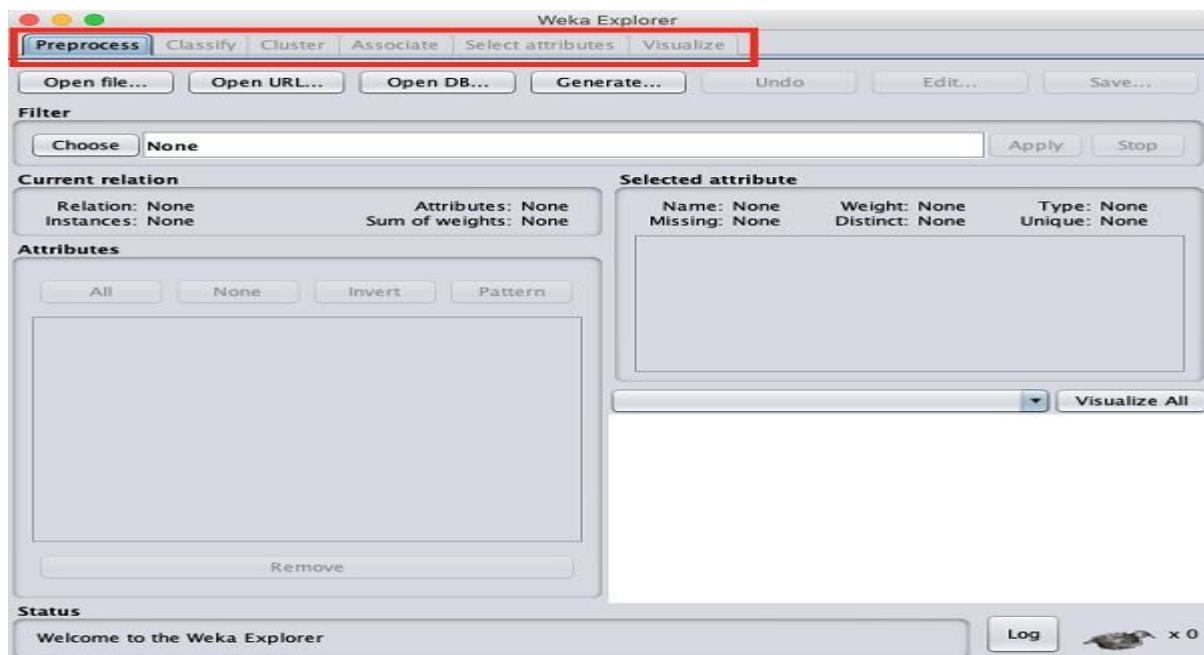 Weka Explorer
Preprocess Classify Cluster Associate Select attributes Visualize
Open file... Open URL... Open DB... Generate... Undo Edit... Save...
Filter
Choose None Apply Stop
Current relation
Relation: None Attributes: None
Instances: None Sum of weights: None
Selected attribute
Name: None Weight: None Type: None
Missing: None Distinct: None Unique: None
Attributes
All None Invert Pattern
Remove
Visualize All
Status
Welcome to the Weka Explorer
Log x 0